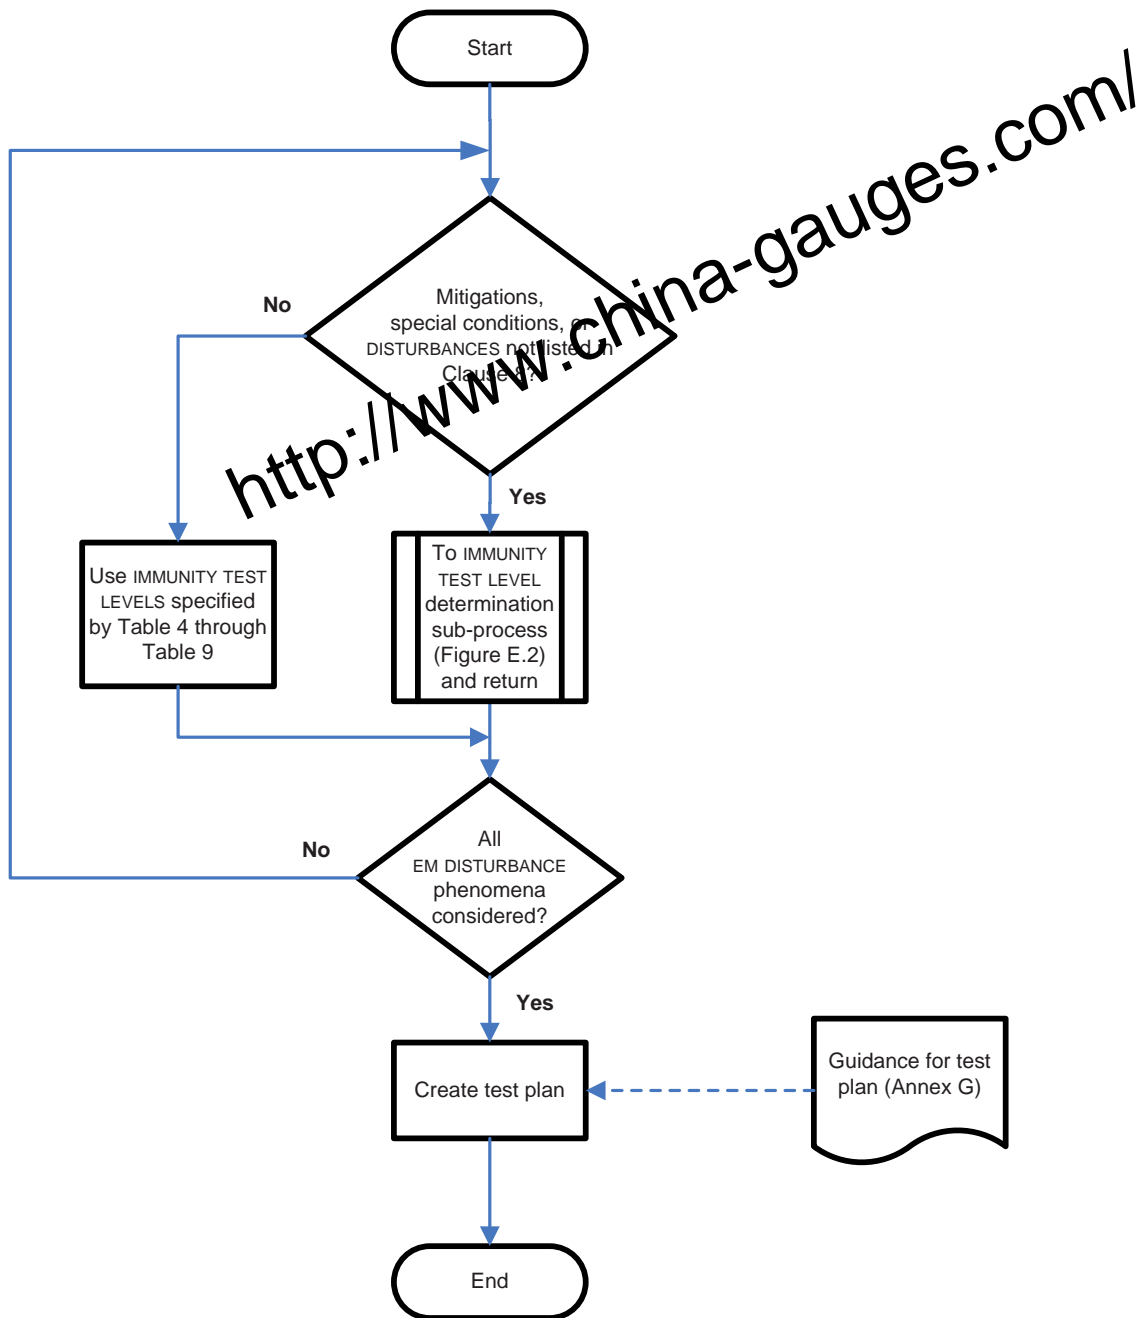 Start
http://www.china-gauges.com/
No
Mitigations,
special conditions, or
DISTURBANCES not listed in
Clause 8?
Yes
Use IMMUNITY TEST
LEVELS specified
by Table 4 through
Table 9
To IMMUNITY
TEST LEVEL
determination
sub-process
(Figure E.2)
and return
No
All
EM DISTURBANCE
phenomena
considered?
Yes
Create test plan
Guidance for test
plan (Annex G)
End